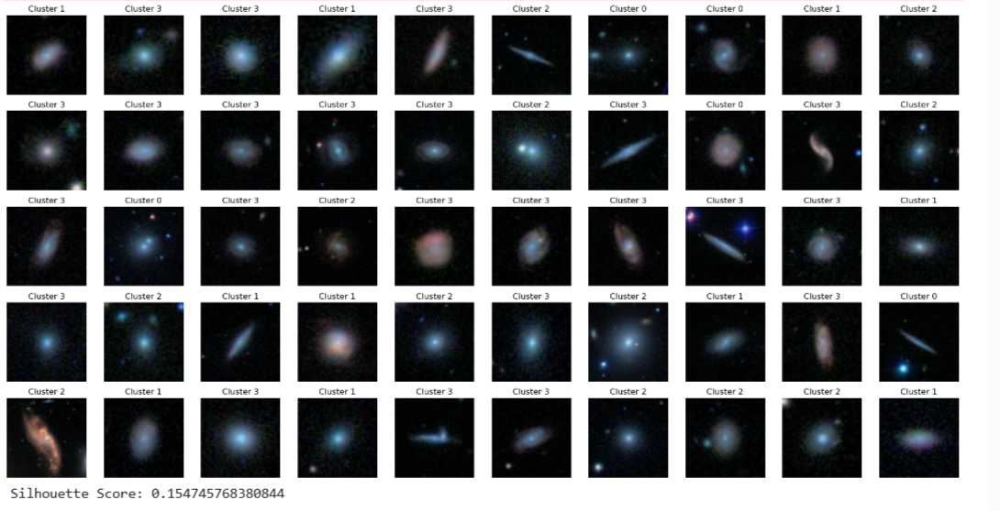 Cluster 1 Cluster 3 Cluster 3 Cluster 1 Cluster 3 Cluster 2 Cluster 0 Cluster 0 Cluster 1 Cluster 2
Cluster 3 Cluster 3 Cluster 3 Cluster 3 Cluster 3 Cluster 2 Cluster 3 Cluster 0 Cluster 3 Cluster 2
Cluster 3 Cluster 0 Cluster 3 Cluster 2 Cluster 3 Cluster 3 Cluster 3 Cluster 3 Cluster 3 Cluster 1
Cluster 3 Cluster 2 Cluster 1 Cluster 1 Cluster 2 Cluster 3 Cluster 2 Cluster 1 Cluster 3 Cluster 0
Cluster 2 Cluster 1 Cluster 3 Cluster 1 Cluster 3 Cluster 3 Cluster 2 Cluster 2 Cluster 2 Cluster 1
Silhouette Score: 0.154745768380844